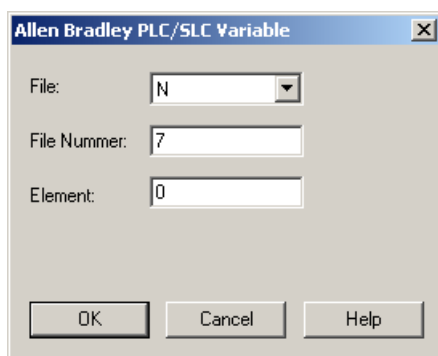 Allen Bradley PLC/SLC Variable
File: N
File Nummer: 7
Element: 0
OK Cancel Help